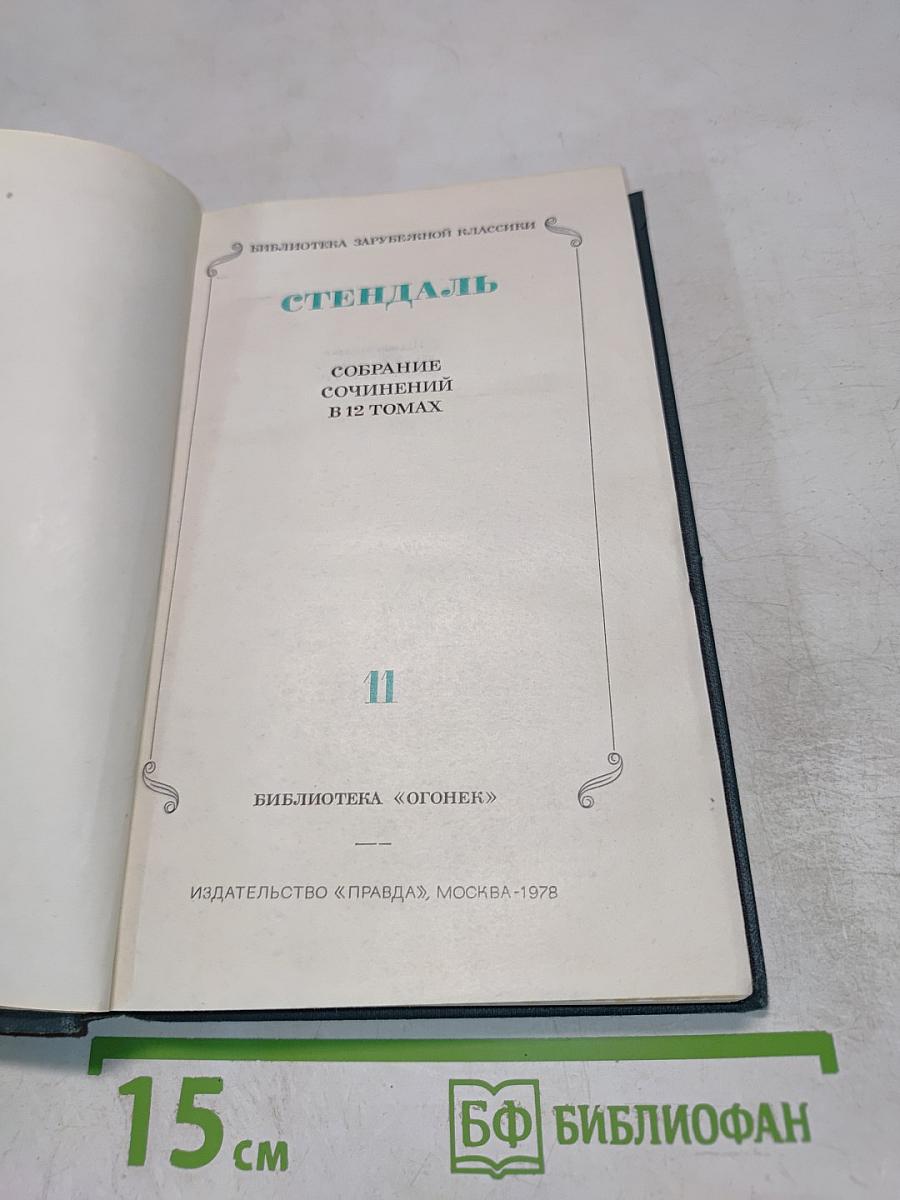 БИБЛИОТЕКА ЗАРУБЕЖНОЙ КЛАССИКИ
СТЕНДАЛЬ
СОБРАНИЕ
СОЧИНЕНИЙ
В 12 ТОМАХ
11
БИБЛИОТЕКА «ОГОНЕК»
ИЗДАТЕЛЬСТВО «ПРАВДА», МОСКВА-1978
15 см
БФ БИБЛИОФАН